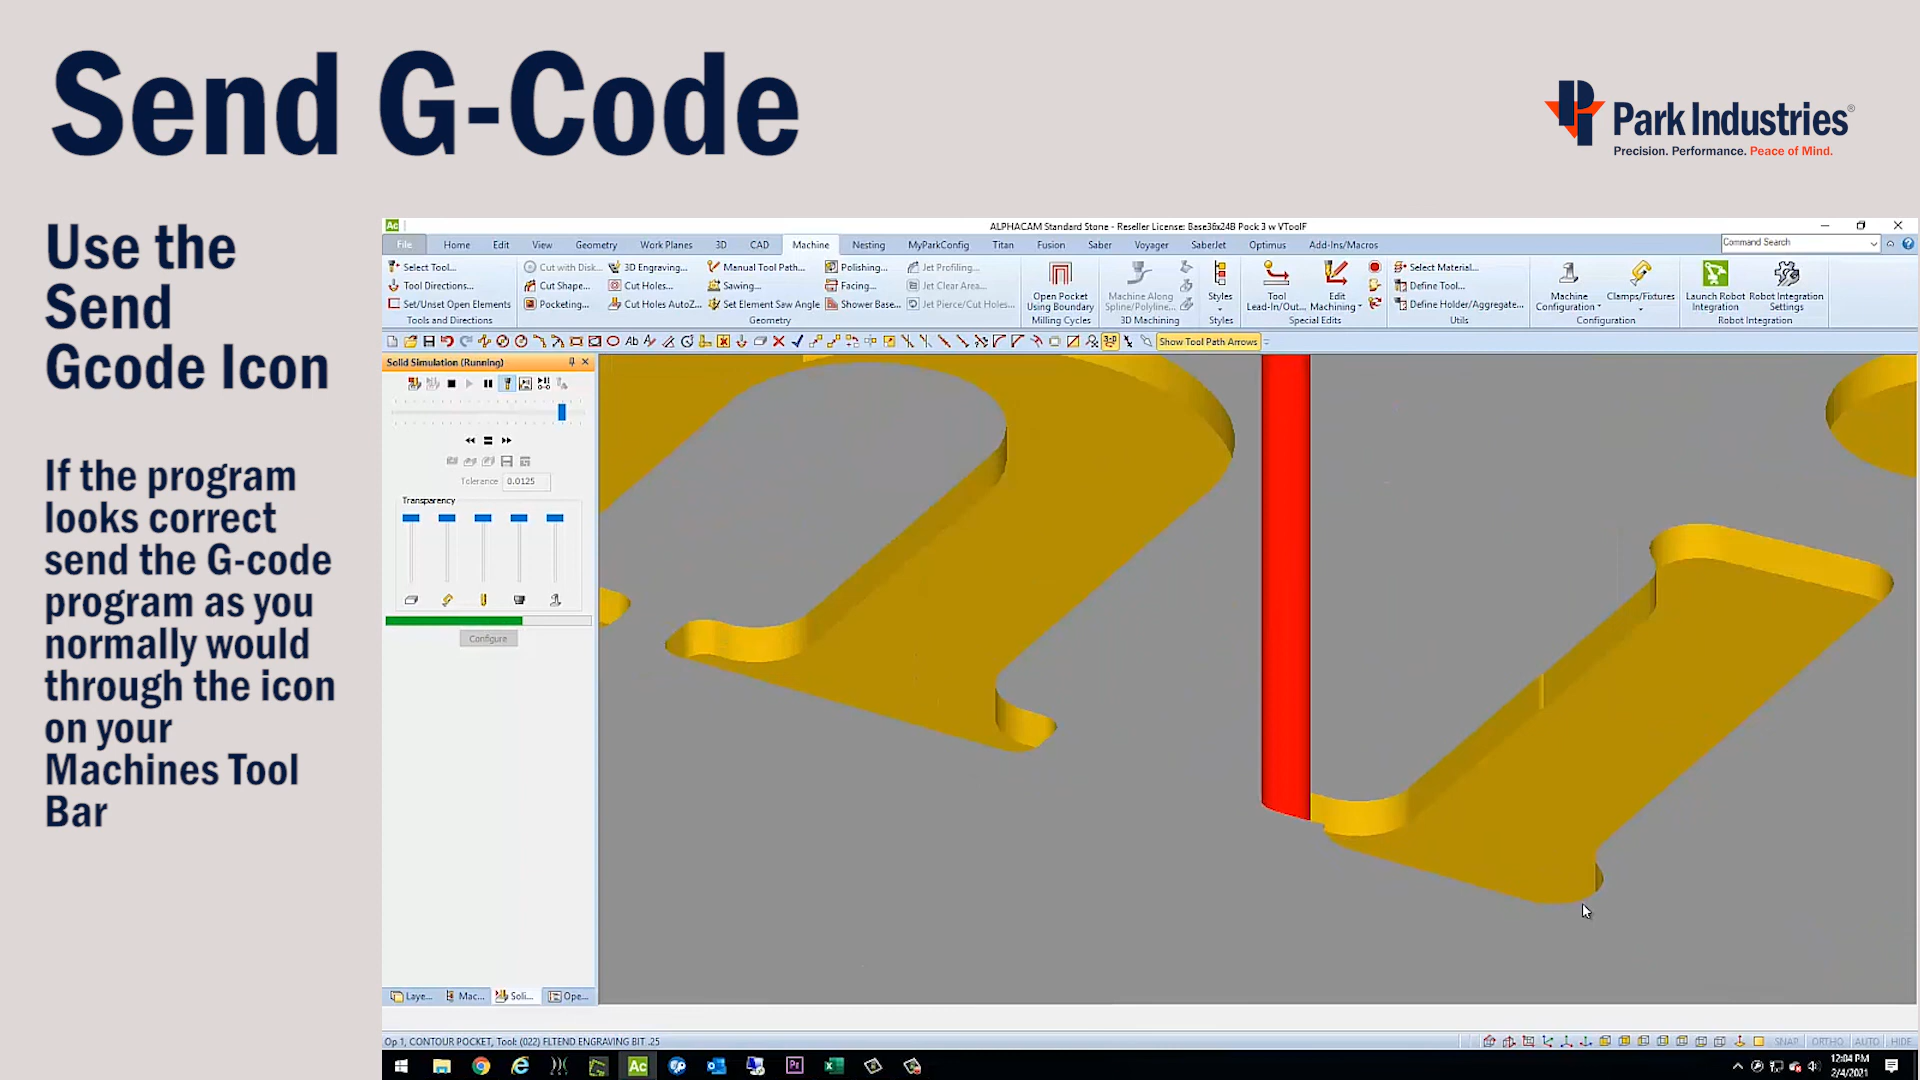 Send G-Code
Park Industries®
Precision. Performance. Peace of Mind.
Use the
Send
Gcode Icon
If the program
looks correct
send the G-code
program as you
normally would
through the icon
on your
Machines Tool
Bar
Ac
ALPHACAM Standard Stone - Reseller License: Base36x24B Pock 3 w VToolF
File Home Edit View Geometry Work Planes 3D CAD Machine Nesting MyParkConfig Titan Fusion Saber Voyager SaberJet Optimus Add-Ins/Macros
Command Search
Select Tool... Cut with Disk... 3D Engraving... Manual Tool Path... Polishing... Jet Profiling... Select Material...
Tool Directions... Cut Shape... Cut Holes... Sawing... Facing... Jet Clear Area... Define Tool...
Set/Unset Open Elements Pocketing... Cut Holes AutoZ... Set Element Saw Angle Shower Base... Jet Pierce/Cut Holes... Define Holder/Aggregate...
Open Pocket Using Boundary
Machine Along Spline/Polyline...
Styles
Tool Lead-In/Out...
Edit Machining
Machine Configuration
Clamps/Fixtures
Launch Robot Integration
Robot Integration Settings
Tools and Directions Geometry Milling Cycles 3D Machining Styles Special Edits Utils Configuration Robot Integration
Show Tool Path Arrows
Solid Simulation (Running)
Tolerance 0.0125
Transparency
Configure
Laye... Mac... Soli... Ope...
Op 1, CONTOUR POCKET, Tool: (022) FLTEND ENGRAVING BIT .25
SNAP ORTHO AUTO HIDE
12:04 PM
2/4/2021